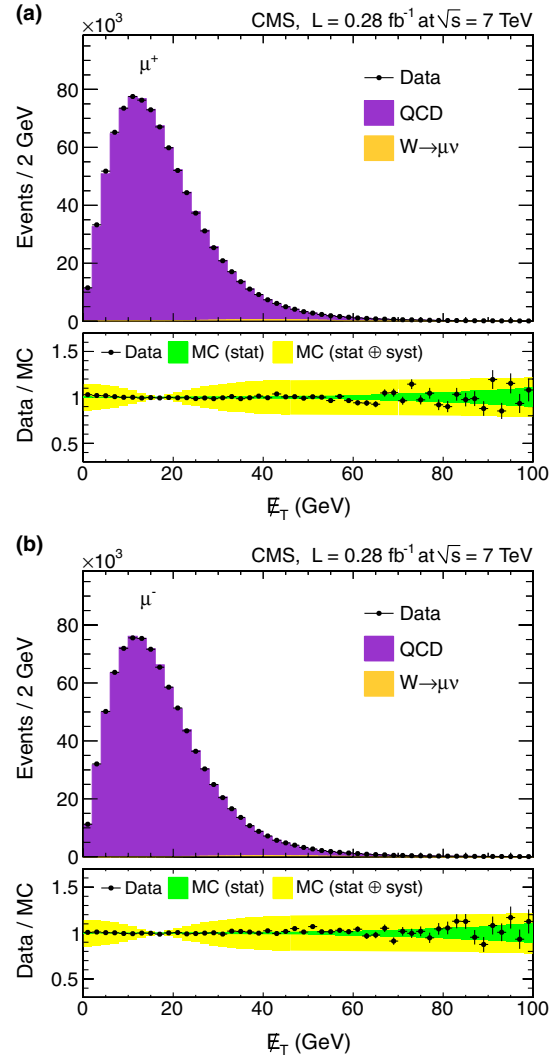 (a)
×10³ CMS, L = 0.28 fb⁻¹ at √s = 7 TeV
μ⁺
Data
QCD
W→μν
Events / 2 GeV
80
60
40
20
0
Data MC (stat) MC (stat ⊕ syst)
Data / MC
1.5
1
0.5
0 20 40 60 80 100
E̸_T (GeV)
(b)
×10³ CMS, L = 0.28 fb⁻¹ at √s = 7 TeV
μ⁻
Data
QCD
W→μν
Events / 2 GeV
80
60
40
20
0
Data MC (stat) MC (stat ⊕ syst)
Data / MC
1.5
1
0.5
0 20 40 60 80 100
E̸_T (GeV)